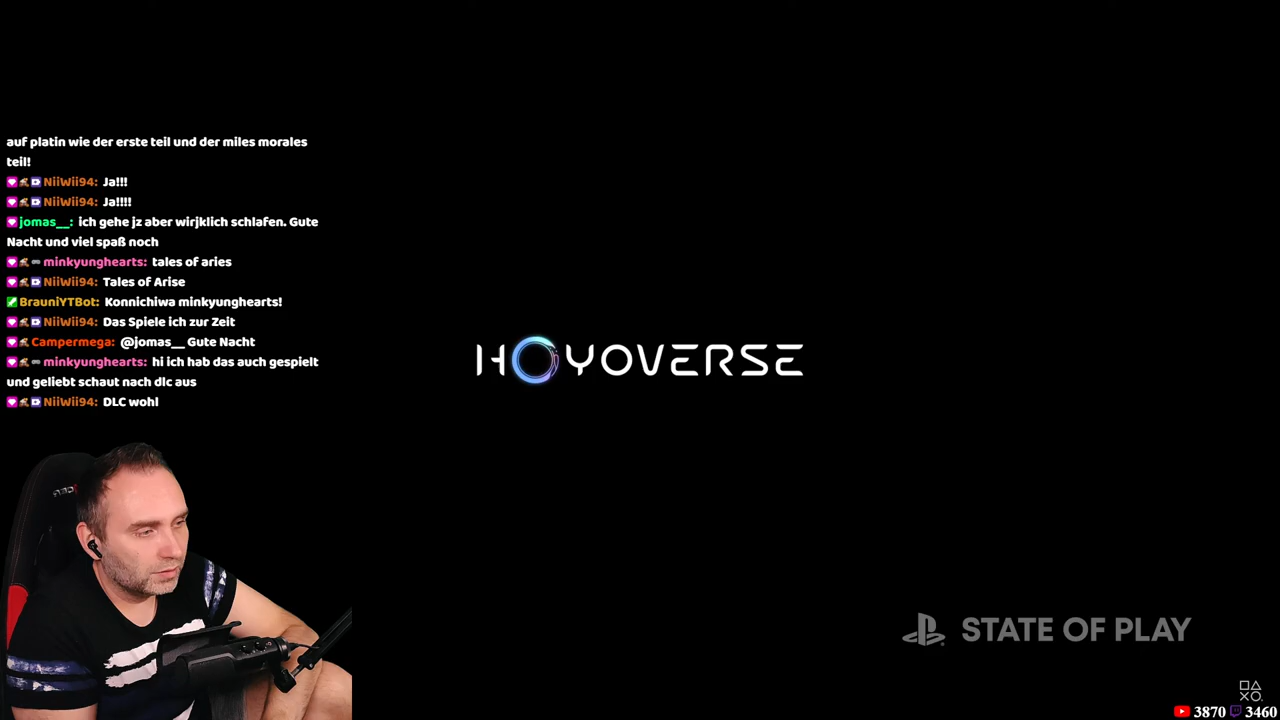 auf platin wie der erste teil und der miles morales
teil!
NiiWii94: Ja!!!
NiiWii94: Ja!!!!
jomas__: ich gehe jz aber wirjklich schlafen. Gute
Nacht und viel spaß noch
minkyunghearts: tales of aries
NiiWii94: Tales of Arise
BrauniYTBot: Konnichiwa minkyunghearts!
NiiWii94: Das Spiele ich zur Zeit
Campermega: @jomas__ Gute Nacht
minkyunghearts: hi ich hab das auch gespielt
und geliebt schaut nach dlc aus
NiiWii94: DLC wohl
HOYOVERSE
STATE OF PLAY
3870 3460